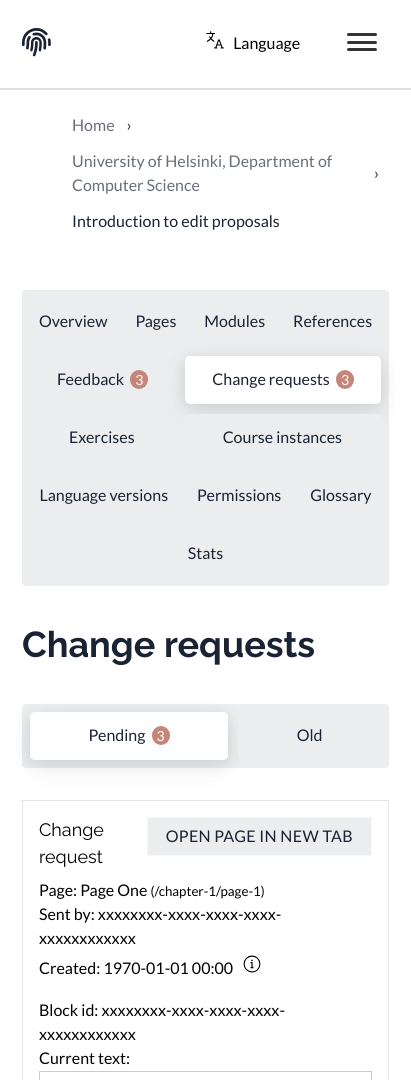 Language
Home ›
University of Helsinki, Department of
Computer Science ›
Introduction to edit proposals
Overview Pages Modules References
Feedback 3 Change requests 3
Exercises Course instances
Language versions Permissions Glossary
Stats
Change requests
Pending 3 Old
Change
request
OPEN PAGE IN NEW TAB
Page: Page One (/chapter-1/page-1)
Sent by: xxxxxxxx-xxxx-xxxx-xxxx-
xxxxxxxxxxxx
Created: 1970-01-01 00:00
Block id: xxxxxxxx-xxxx-xxxx-xxxx-
xxxxxxxxxxxx
Current text: